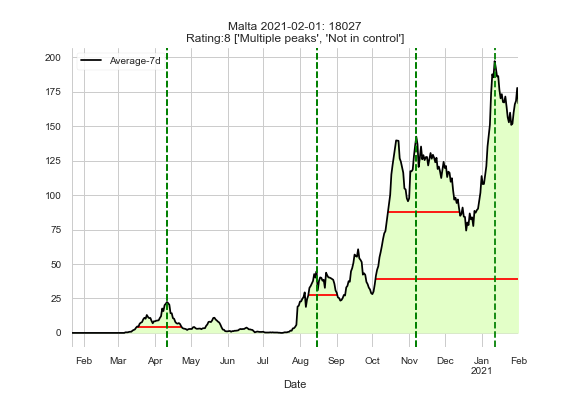 Malta 2021-02-01: 18027
Rating:8 ['Multiple peaks', 'Not in control']
Average-7d
200
175
150
125
100
75
50
25
0
Feb Mar Apr May Jun Jul Aug Sep Oct Nov Dec Jan Feb
2021
Date